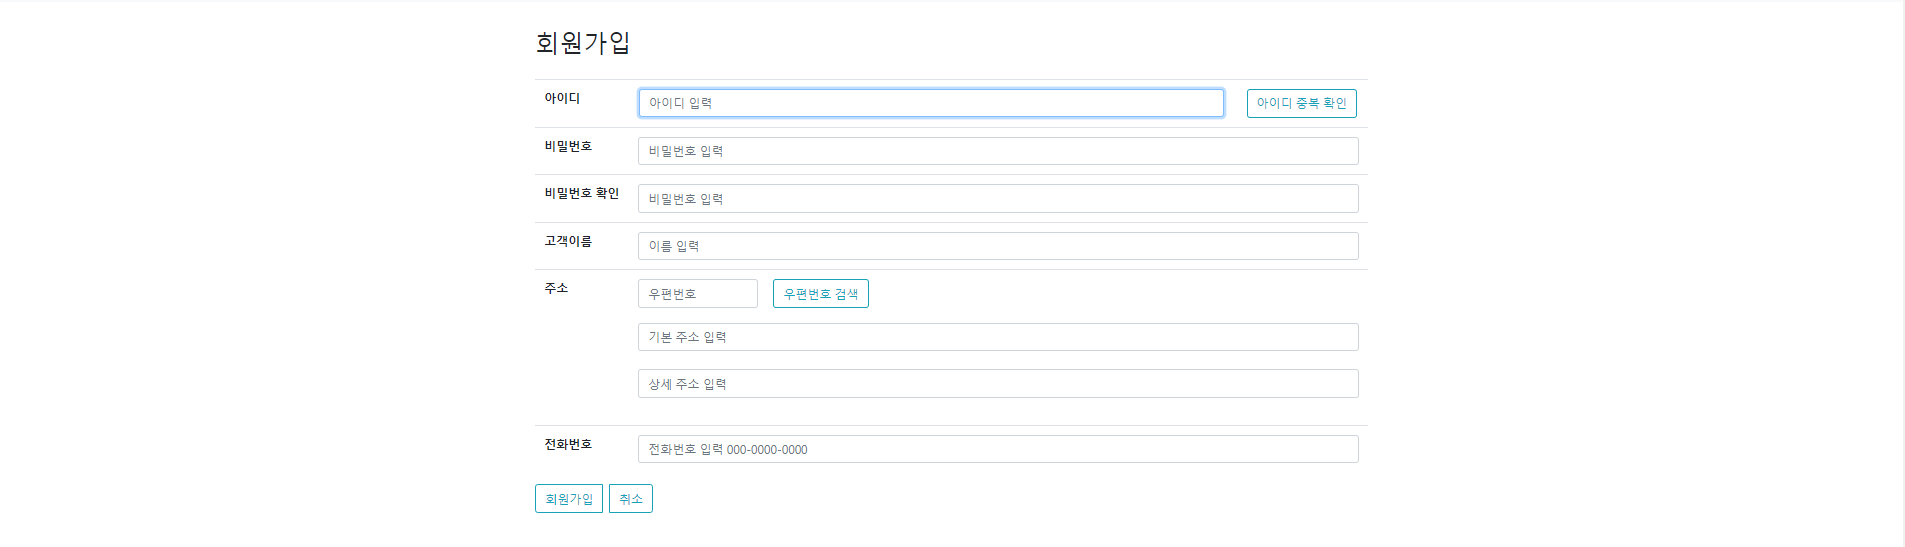 회원가입
아이디 아이디 입력 아이디 중복 확인
비밀번호 비밀번호 입력
비밀번호 확인 비밀번호 입력
고객이름 이름 입력
주소 우편번호 우편번호 검색
기본 주소 입력
상세 주소 입력
전화번호 전화번호 입력 000-0000-0000
회원가입 취소